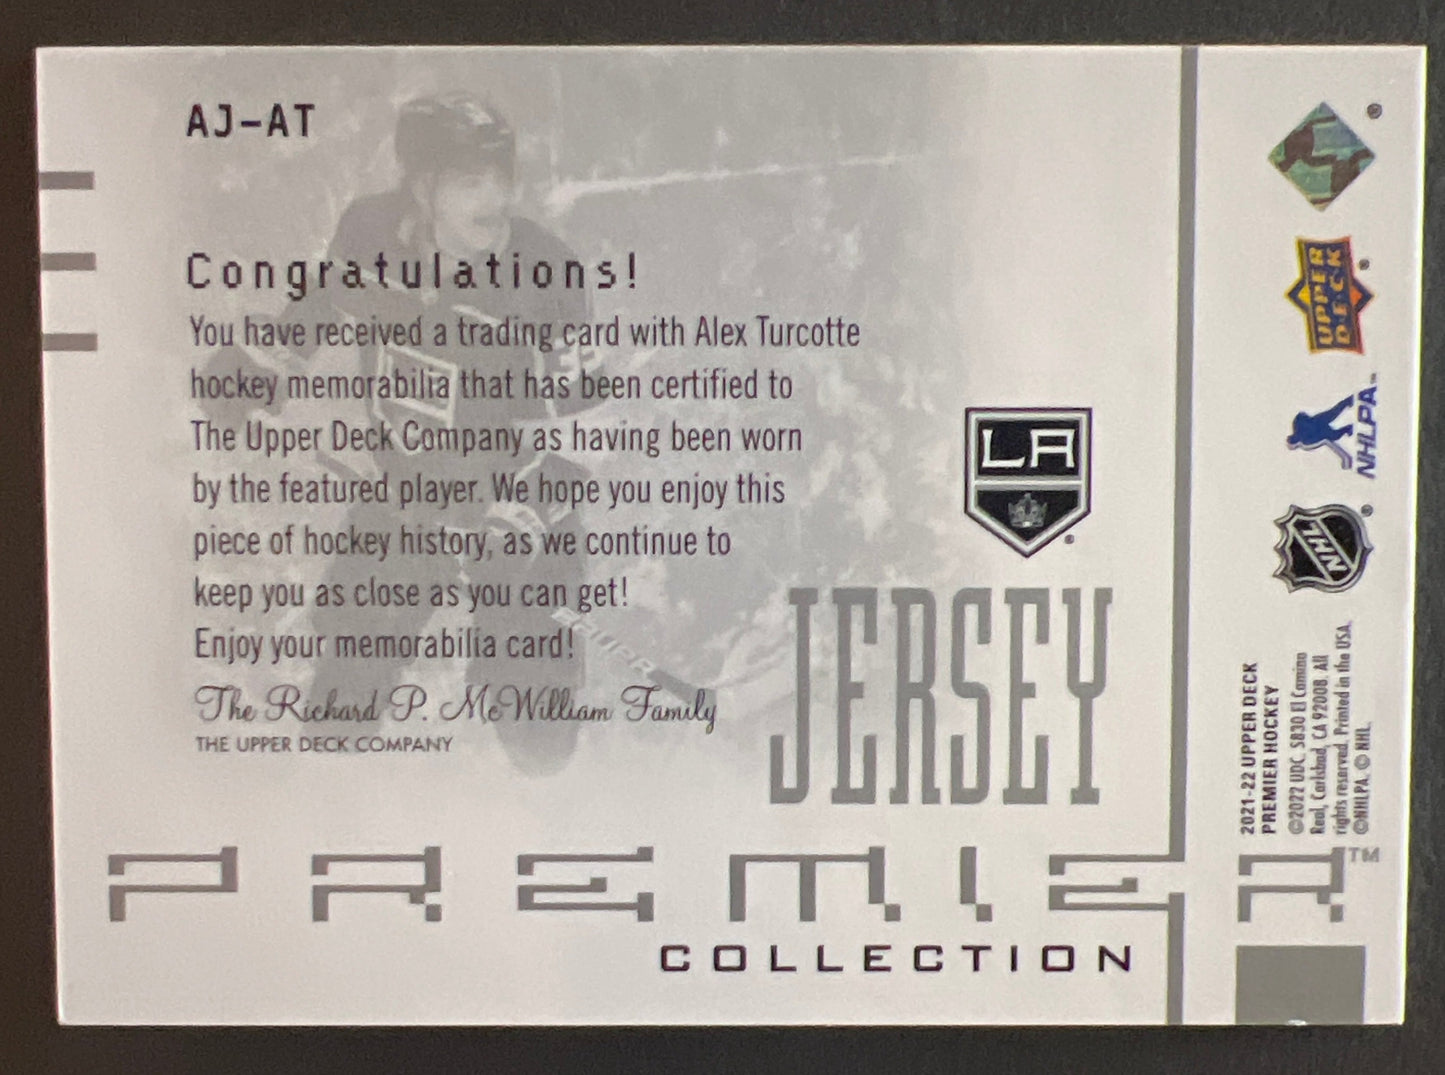 AJ-AT
Congratulations!
You have received a trading card with Alex Turcotte
hockey memorabilia that has been certified to
The Upper Deck Company as having been worn
by the featured player. We hope you enjoy this
piece of hockey history, as we continue to
keep you as close as you can get!
Enjoy your memorabilia card!
The Richard P. McWilliam Family
THE UPPER DECK COMPANY
LA
JERSEY
PREMIER™
COLLECTION
®
UPPER
DECK®
NHLPA™
NHL®
2021-22 UPPER DECK
PREMIER HOCKEY
©2022 UDC, 5830 El Camino
Real, Carlsbad, CA 92008. All
rights reserved. Printed in the USA.
©NHLPA. © NHL.
BAUER